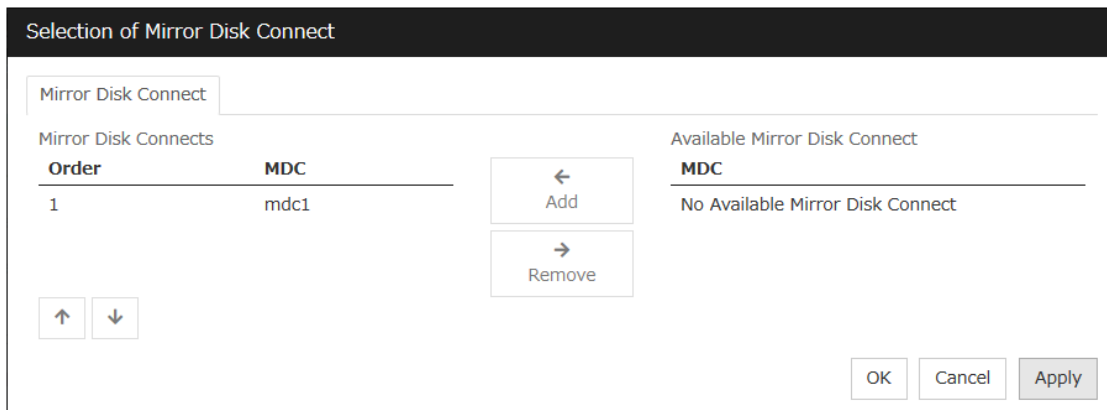 Selection of Mirror Disk Connect
Mirror Disk Connect
Mirror Disk Connects
Order MDC
1 mdc1
Add
Remove
Available Mirror Disk Connect
MDC
No Available Mirror Disk Connect
OK Cancel Apply